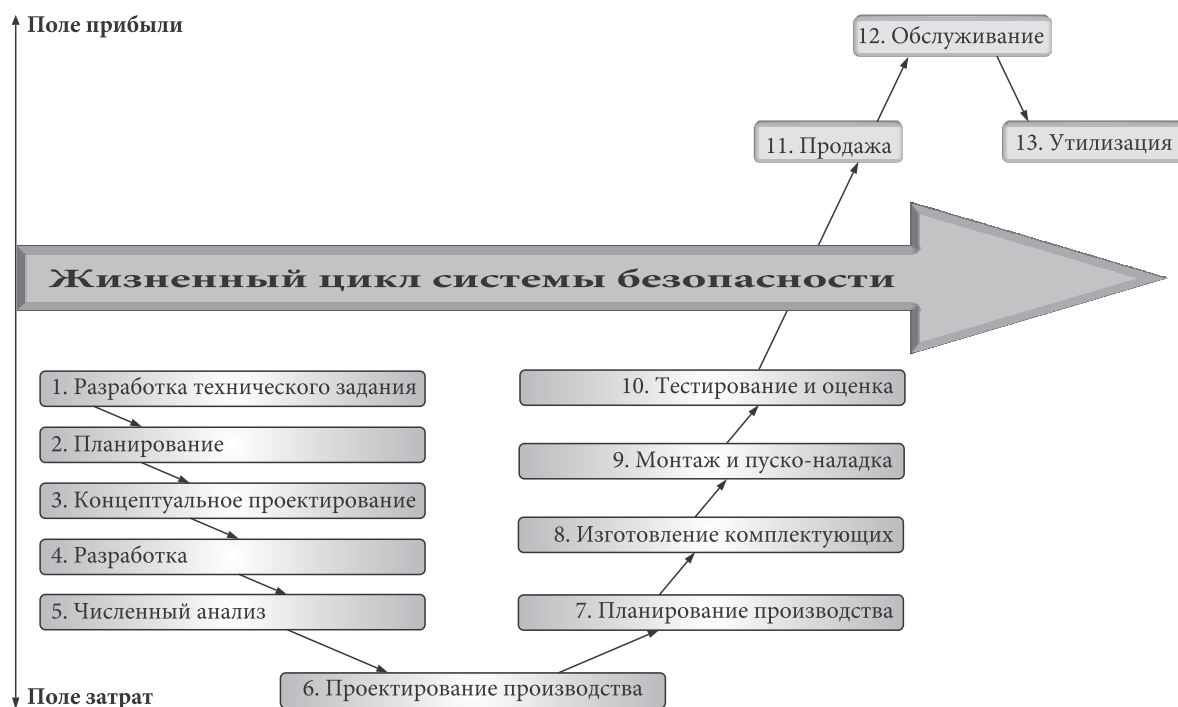 Поле прибыли
12. Обслуживание
11. Продажа
13. Утилизация
Жизненный цикл системы безопасности
1. Разработка технического задания
2. Планирование
3. Концептуальное проектирование
4. Разработка
5. Численный анализ
6. Проектирование производства
7. Планирование производства
8. Изготовление комплектующих
9. Монтаж и пуско-наладка
10. Тестирование и оценка
Поле затрат